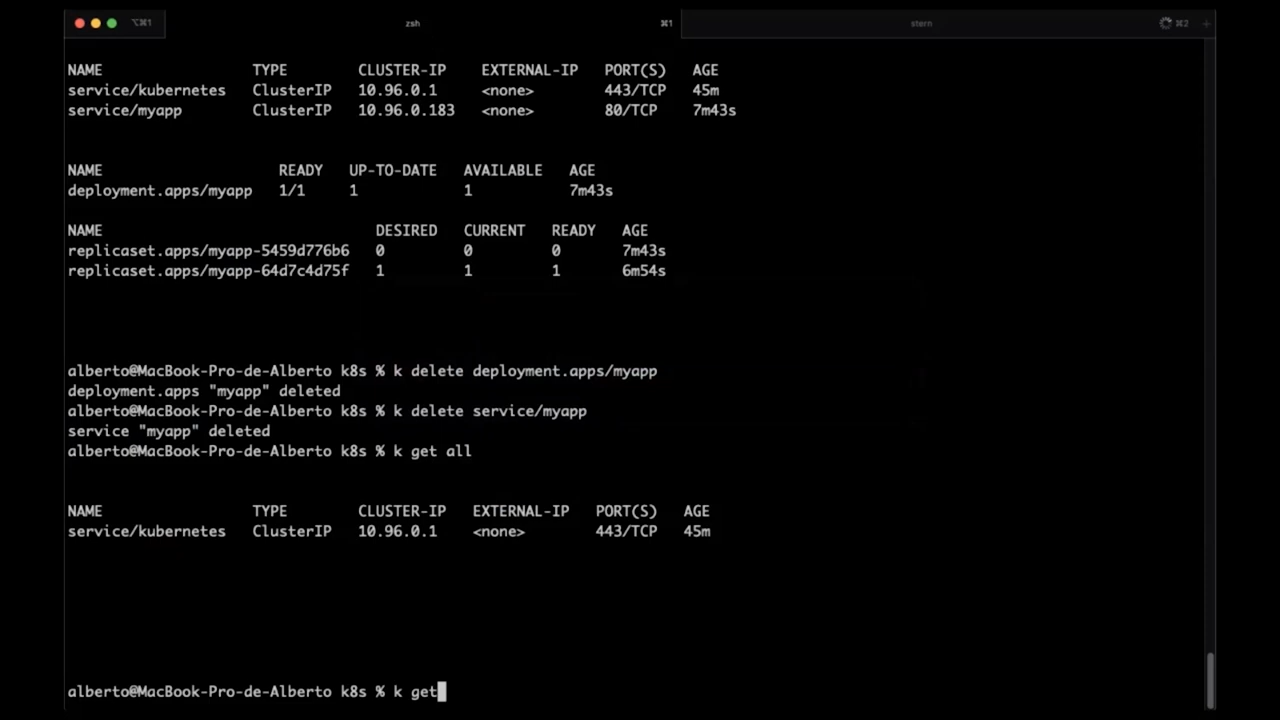 ⌥⌘1 zsh ⌘1 stern ⌘2 +
NAME TYPE CLUSTER-IP EXTERNAL-IP PORT(S) AGE
service/kubernetes ClusterIP 10.96.0.1 <none> 443/TCP 45m
service/myapp ClusterIP 10.96.0.183 <none> 80/TCP 7m43s
NAME READY UP-TO-DATE AVAILABLE AGE
deployment.apps/myapp 1/1 1 1 7m43s
NAME DESIRED CURRENT READY AGE
replicaset.apps/myapp-5459d776b6 0 0 0 7m43s
replicaset.apps/myapp-64d7c4d75f 1 1 1 6m54s
alberto@MacBook-Pro-de-Alberto k8s % k delete deployment.apps/myapp
deployment.apps "myapp" deleted
alberto@MacBook-Pro-de-Alberto k8s % k delete service/myapp
service "myapp" deleted
alberto@MacBook-Pro-de-Alberto k8s % k get all
NAME TYPE CLUSTER-IP EXTERNAL-IP PORT(S) AGE
service/kubernetes ClusterIP 10.96.0.1 <none> 443/TCP 45m
alberto@MacBook-Pro-de-Alberto k8s % k get